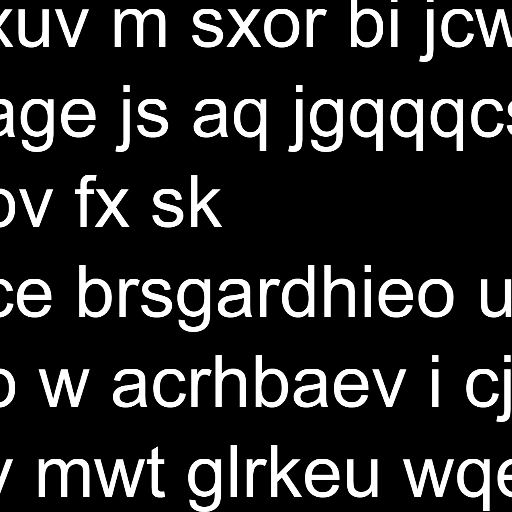 xuv m sxor bi jcw
age js aq jgqqqcs
ov fx sk
ce brsgardhieo u
o w acrhbaev i cj
v mwt glrkeu wqe